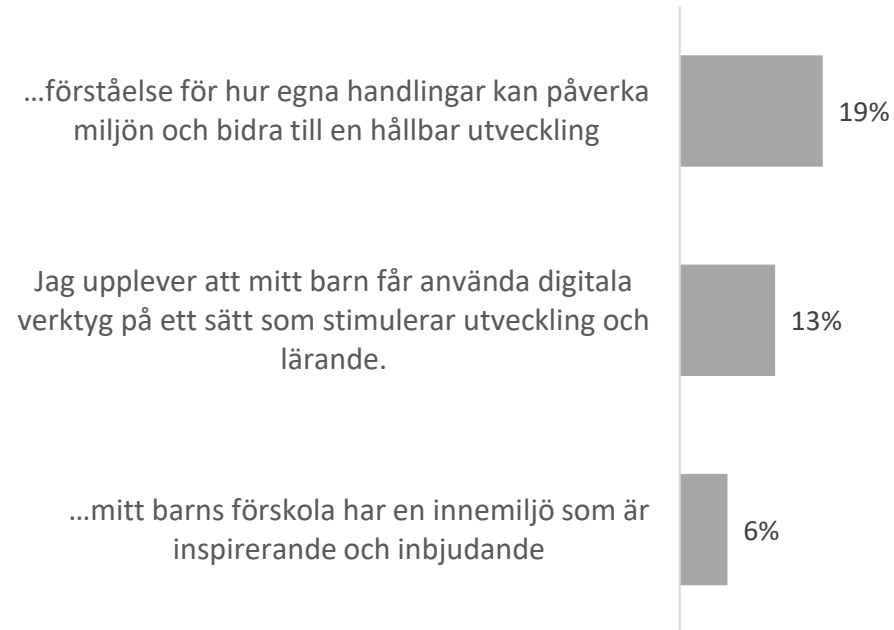 ...förståelse för hur egna handlingar kan påverka
miljön och bidra till en hållbar utveckling
19%
Jag upplever att mitt barn får använda digitala
verktyg på ett sätt som stimulerar utveckling och
lärande.
13%
...mitt barns förskola har en innemiljö som är
inspirerande och inbjudande
6%